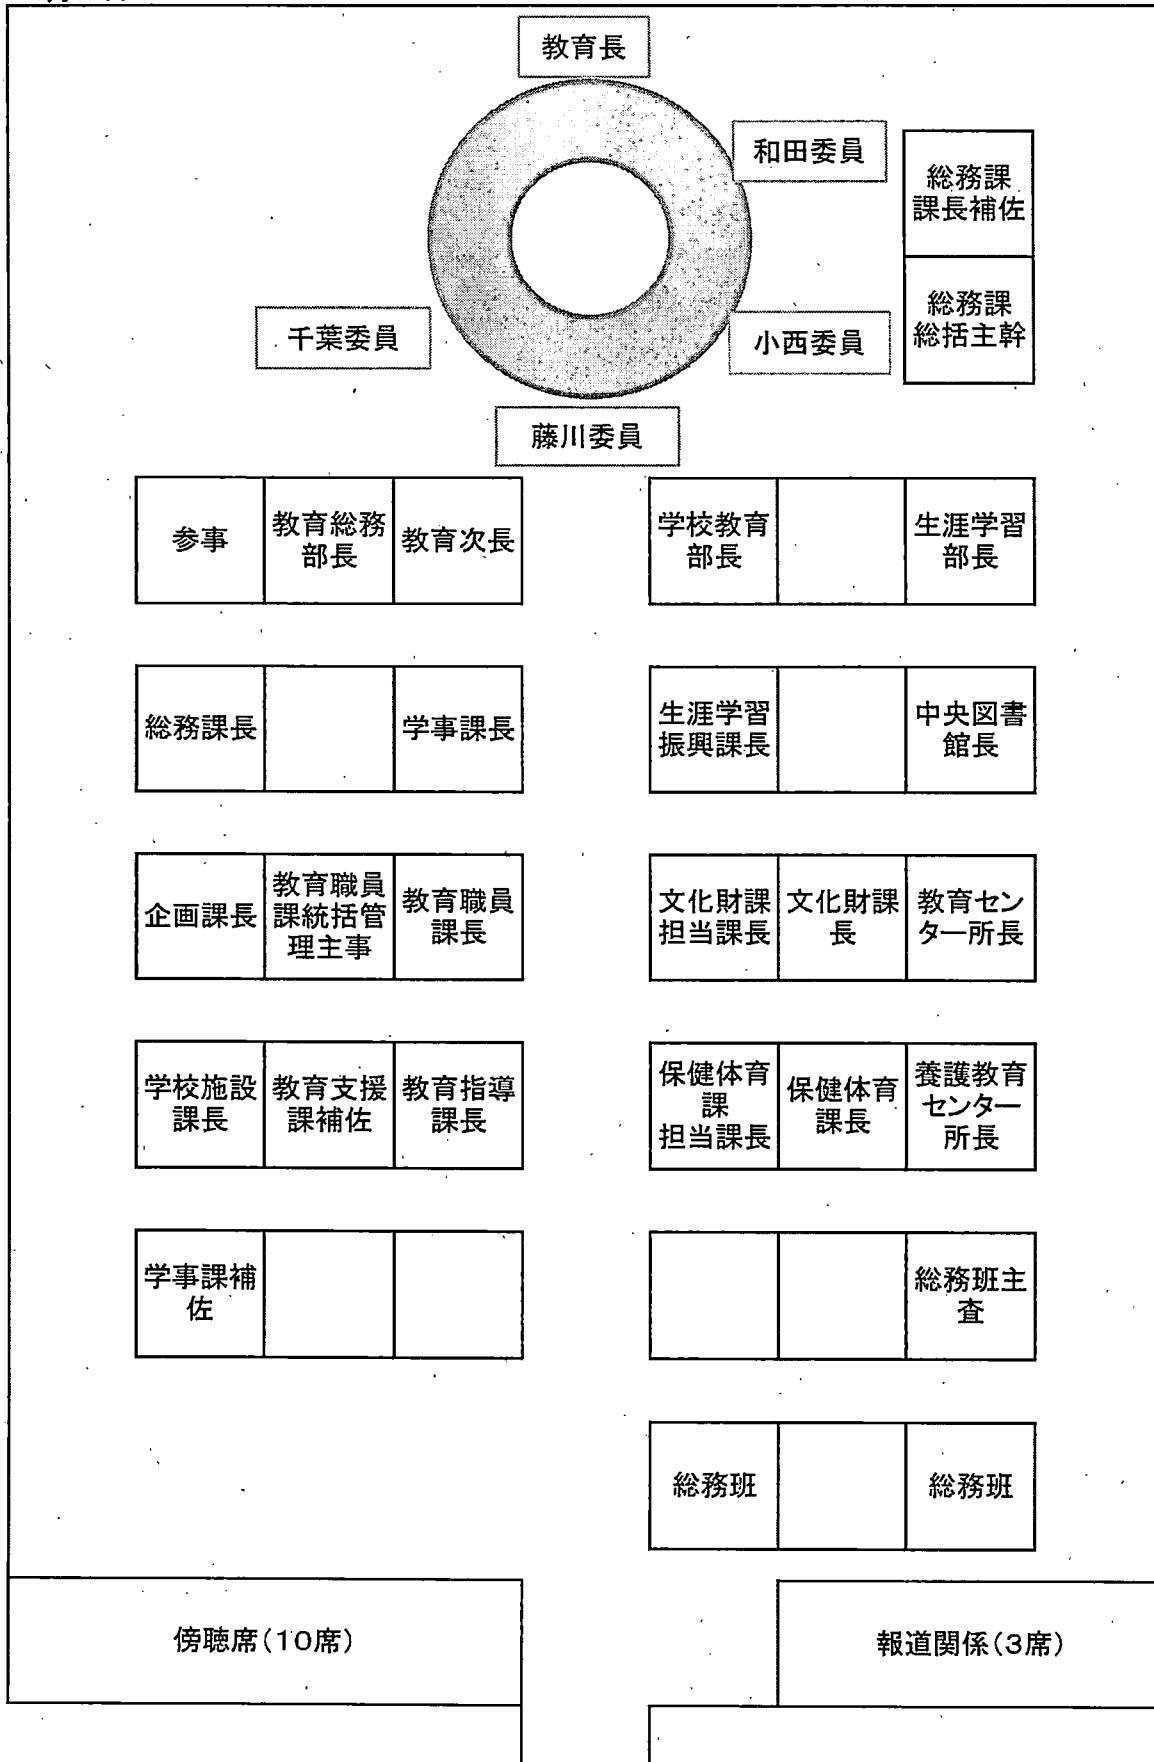 教育長
和田委員
総務課
課長補佐
総務課
総括主幹
千葉委員
小西委員
藤川委員
参事
教育総務
部長
教育次長
学校教育
部長
生涯学習
部長
総務課長
学事課長
生涯学習
振興課長
中央図書
館長
企画課長
教育職員
課統括管
理主事
教育職員
課長
文化財課
担当課長
文化財課
長
教育セン
ター所長
学校施設
課長
教育支援
課補佐
教育指導
課長
保健体育
課
担当課長
保健体育
課長
養護教育
センター
所長
学事課補
佐
総務班主
査
総務班
総務班
傍聴席(10席)
報道関係(3席)